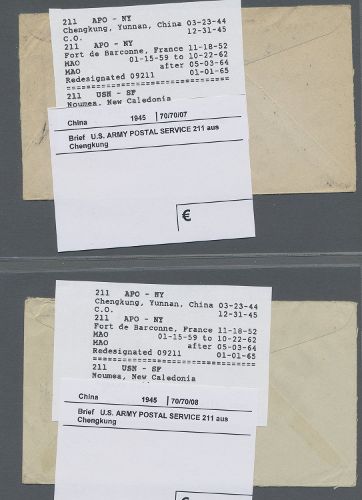 211 APO - NY
Chengkung, Yunnan, China 03-23-44
C.O. 12-31-45
211 APO - NY
Fort de Barconne, France 11-18-52
MAO 01-15-59 to 10-22-62
MAO after 05-03-64
Redesignated 09211 01-01-65
================================
211 USN - SF
Noumea, New Caledonia
China 1945 70/70/07
Brief U.S. ARMY POSTAL SERVICE 211 aus
Chengkung
€
211 APO - NY
Chengkung, Yunnan, China 03-23-44
C.O. 12-31-45
211 APO - NY
Fort de Barconne, France 11-18-52
MAO 01-15-59 to 10-22-62
MAO after 05-03-64
Redesignated 09211 01-01-65
================================
211 USN - SF
Noumea, New Caledonia
China 1945 70/70/08
Brief U.S. ARMY POSTAL SERVICE 211 aus
Chengkung
€